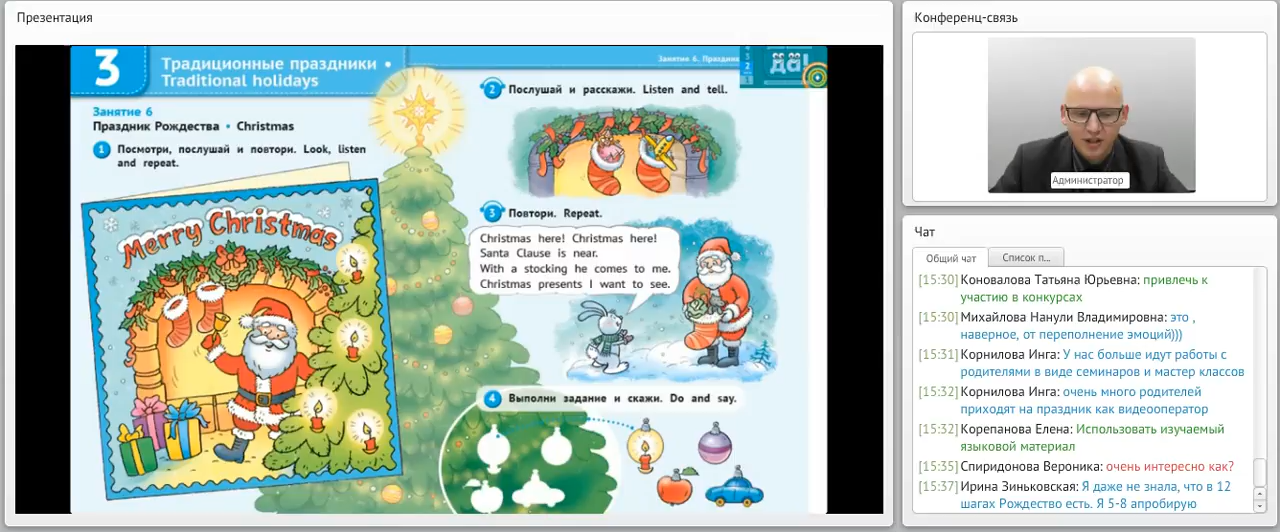 Презентация
3
Традиционные праздники •
Traditional holidays
Занятие 6
Праздник Рождества • Christmas
1 Посмотри, послушай и повтори. Look, listen
and repeat.
Merry Christmas
Занятие 6. Праздник
да!
2 Послушай и расскажи. Listen and tell.
3 Повтори. Repeat.
Christmas here! Christmas here!
Santa Clause is near.
With a stocking he comes to me.
Christmas presents I want to see.
4 Выполни задание и скажи. Do and say.
Конференц-связь
Администратор
Чат
Общий чат
Список п...
[15:30] Коновалова Татьяна Юрьевна: привлечь к
участию в конкурсах
[15:30] Михайлова Нанули Владимировна: это ,
наверное, от переполнение эмоций)))
[15:31] Корнилова Инга: У нас больше идут работы с
родителями в виде семинаров и мастер классов
[15:32] Корнилова Инга: очень много родителей
приходят на праздник как видеооператор
[15:32] Корепанова Елена: Использовать изучаемый
языковой материал
[15:35] Спиридонова Вероника: очень интересно как?
[15:37] Ирина Зиньковская: Я даже не знала, что в 12
шагах Рождество есть. Я 5-8 апробирую